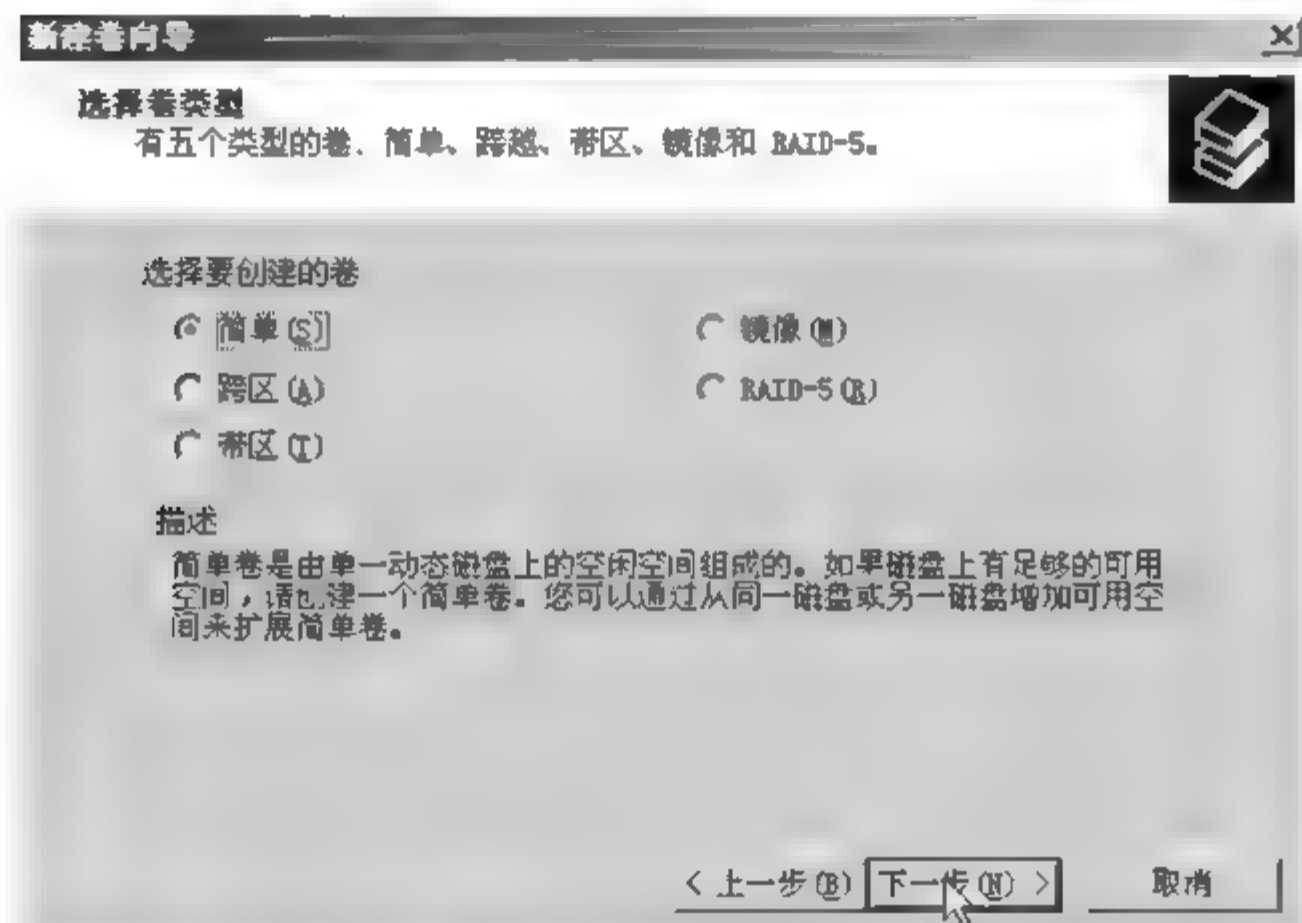 新建卷向导
选择卷类型
有五个类型的卷. 简单、跨越、带区、镜像和 RAID-5。
选择要创建的卷
简单(S)
镜像(M)
跨区(A)
RAID-5(R)
带区(T)
描述
简单卷是由单一动态磁盘上的空闲空间组成的。如果磁盘上有足够的可用
空间，请创建一个简单卷。您可以通过从同一磁盘或另一磁盘增加可用空
间来扩展简单卷。
< 上一步(B)
下一步(N) >
取消